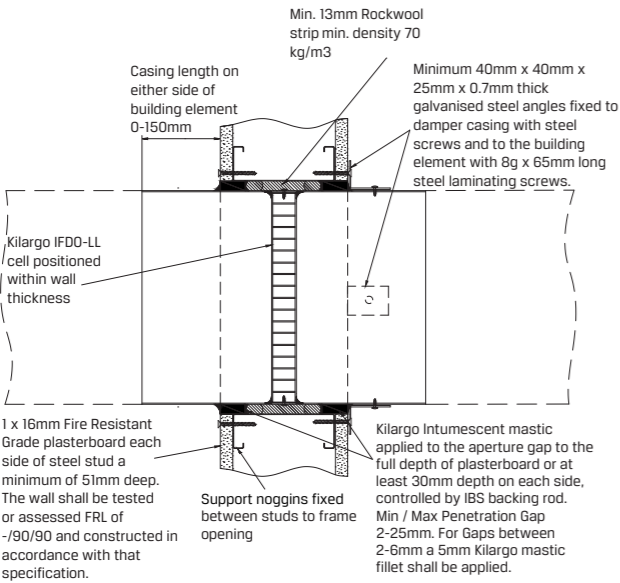 Min. 13mm Rockwool
strip min. density 70
kg/m3
Casing length on
either side of
building element
0-150mm
Minimum 40mm x 40mm x
25mm x 0.7mm thick
galvanised steel angles fixed to
damper casing with steel
screws and to the building
element with 8g x 65mm long
steel laminating screws.
Kilargo IFD0-LL
cell positioned
within wall
thickness
1 x 16mm Fire Resistant
Grade plasterboard each
side of steel stud a
minimum of 51mm deep.
The wall shall be tested
or assessed FRL of
-/90/90 and constructed in
accordance with that
specification.
Support noggins fixed
between studs to frame
opening
Kilargo Intumescent mastic
applied to the aperture gap to the
full depth of plasterboard or at
least 30mm depth on each side,
controlled by IBS backing rod.
Min / Max Penetration Gap
2-25mm. For Gaps between
2-6mm a 5mm Kilargo mastic
fillet shall be applied.